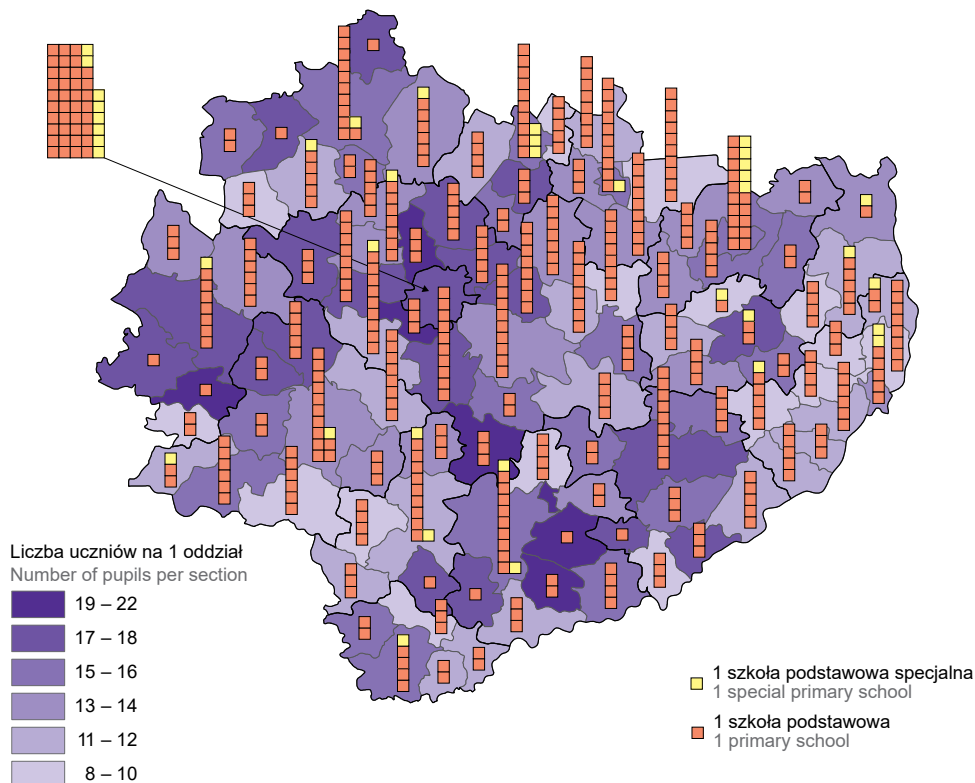 Liczba uczniów na 1 oddział
Number of pupils per section
19 – 22
17 – 18
15 – 16
13 – 14
11 – 12
8 – 10
1 szkoła podstawowa specjalna
1 special primary school
1 szkoła podstawowa
1 primary school